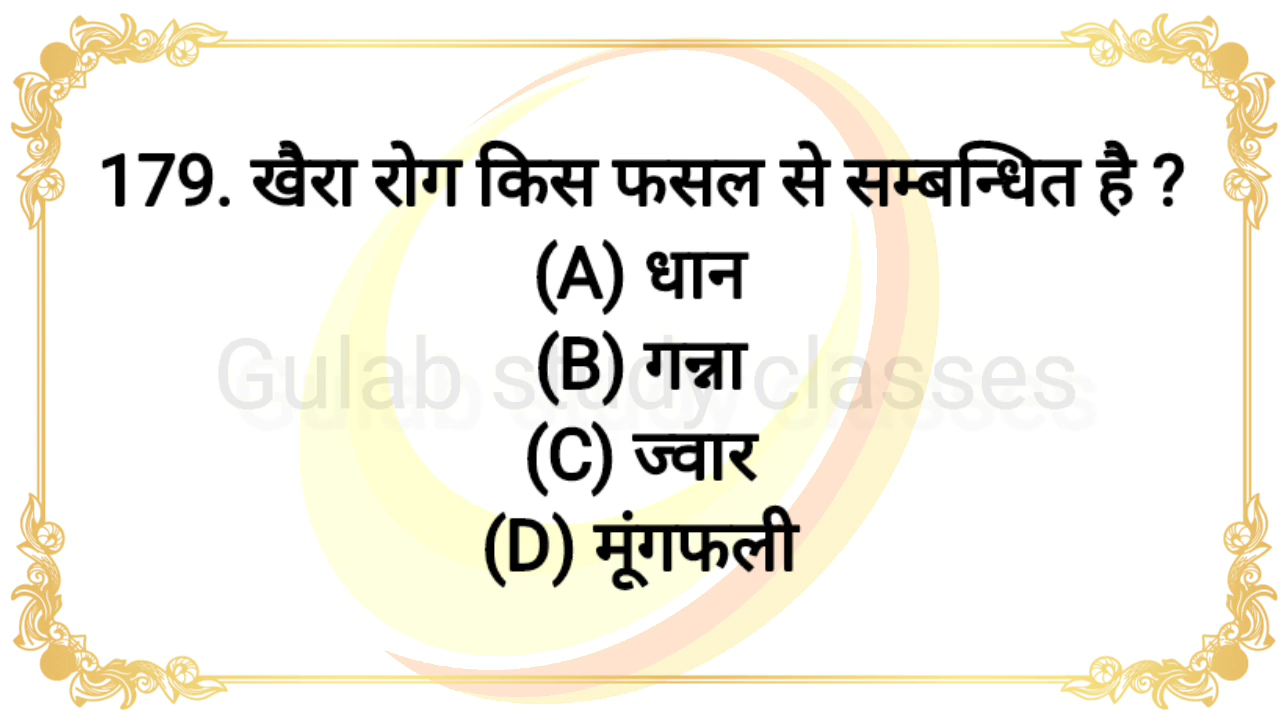 179. खैरा रोग किस फसल से सम्बन्धित है ?
(A) धान
(B) गन्ना
Gulab study classes
(C) ज्वार
(D) मूंगफली